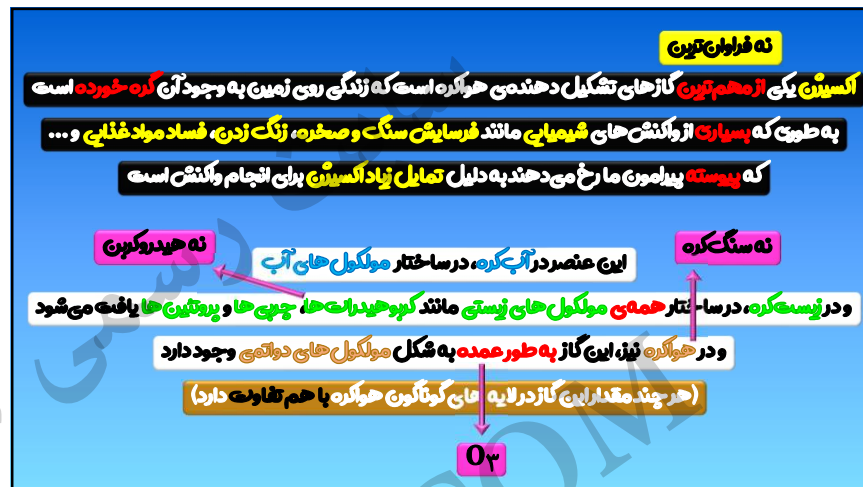 نه فراوان‌ترین
اکسیژن یکی از مهم‌ترین گازهای تشکیل دهنده‌ی هواکره است که زندگی روی زمین به وجود آن گره خورده است
به طوری که بسیاری از واکنش‌های شیمیایی مانند فرسایش سنگ و صخره، زنگ زدن، فساد مواد غذایی و ...
که پیوسته پیرامون ما رخ می‌دهند به دلیل تمایل زیاد اکسیژن برای انجام واکنش است
نه سنگ‌کره
نه هیدروکربن
این عنصر در آب‌کره، در ساختار مولکول‌های آب
و در زیست‌کره، در ساختار همه‌ی مولکول‌های زیستی مانند کربوهیدرات‌ها، چربی‌ها و پروتئین‌ها یافت می‌شود
و در هواکره نیز، این گاز به طور عمده به شکل مولکول‌های دواتمی وجود دارد
(هر چند مقدار این گاز در لایه های گوناگون هواکره با هم تفاوت دارد)
O۳
رسمی
COM